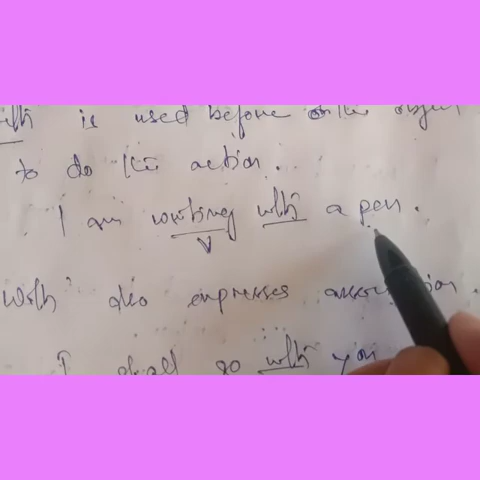 with is used before the object
to do the action.
I am writing with a pen.
V
with also expresses association.
I shall go with you